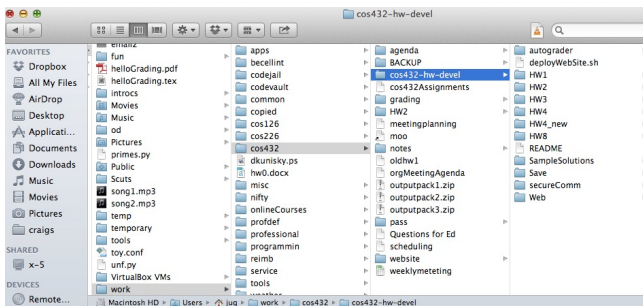 cos432-hw-devel
FAVORITES
Dropbox
All My Files
AirDrop
Desktop
Applicati...
Documents
Downloads
Music
Movies
Pictures
craigs
SHARED
x-5
DEVICES
Remote...
email2
fun
helloGrading.pdf
helloGrading.tex
introcs
Movies
Music
od
Pictures
primes.py
Public
Scuts
song1.mp3
song2.mp3
temp
temporary
tools
toy.conf
unf.py
VirtualBox VMs
work
apps
becellint
codejail
codevault
common
copied
cos126
cos226
cos432
dkunisky.ps
hw0.docx
misc
nifty
onlineCourses
profdef
professional
programmin
reimb
service
tools
weather
agenda
BACKUP
cos432-hw-devel
cos432Assignments
grading
HW2
meetingplanning
moo
notes
oldhw1
orgMeetingAgenda
outputpack1.zip
outputpack2.zip
outputpack3.zip
pass
Questions for Ed
scheduling
website
weeklymeteting
autograder
deployWebSite.sh
HW1
HW2
HW3
HW4
HW4_new
HW8
README
SampleSolutions
Save
secureComm
Web
Macintosh HD ▸ Users ▸ jug ▸ work ▸ cos432 ▸ cos432-hw-devel